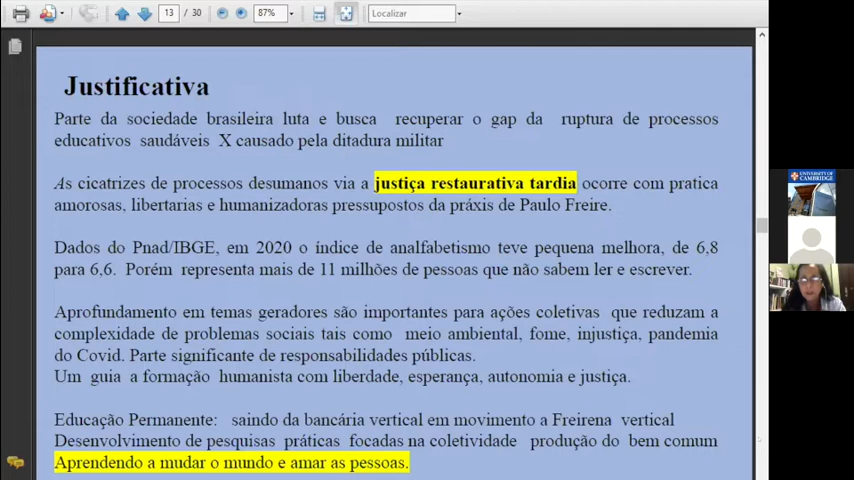 13 / 30
87%
Localizar
Justificativa
Parte da sociedade brasileira luta e busca recuperar o gap da ruptura de processos
educativos saudáveis X causado pela ditadura militar
As cicatrizes de processos desumanos via a justiça restaurativa tardia ocorre com pratica
amorosas, libertarias e humanizadoras pressupostos da práxis de Paulo Freire.
Dados do Pnad/IBGE, em 2020 o índice de analfabetismo teve pequena melhora, de 6,8
para 6,6. Porém representa mais de 11 milhões de pessoas que não sabem ler e escrever.
Aprofundamento em temas geradores são importantes para ações coletivas que reduzam a
complexidade de problemas sociais tais como meio ambiental, fome, injustiça, pandemia
do Covid. Parte significante de responsabilidades públicas.
Um guia a formação humanista com liberdade, esperança, autonomia e justiça.
Educação Permanente: saindo da bancária vertical em movimento a Freirena vertical
Desenvolvimento de pesquisas práticas focadas na coletividade produção do bem comum
Aprendendo a mudar o mundo e amar as pessoas.
UNIVERSITY OF
CAMBRIDGE